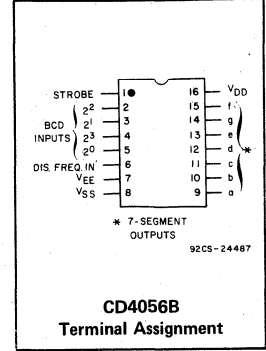 STROBE 1 16 VDD
2² 2 15 f
BCD 2¹ 3 14 g
INPUTS 2³ 4 13 e
2⁰ 5 12 d *
DIS. FREQ. IN 6 11 c
VEE 7 10 b
VSS 8 9 a
* 7-SEGMENT
OUTPUTS
92CS-24487
CD4056B
Terminal Assignment